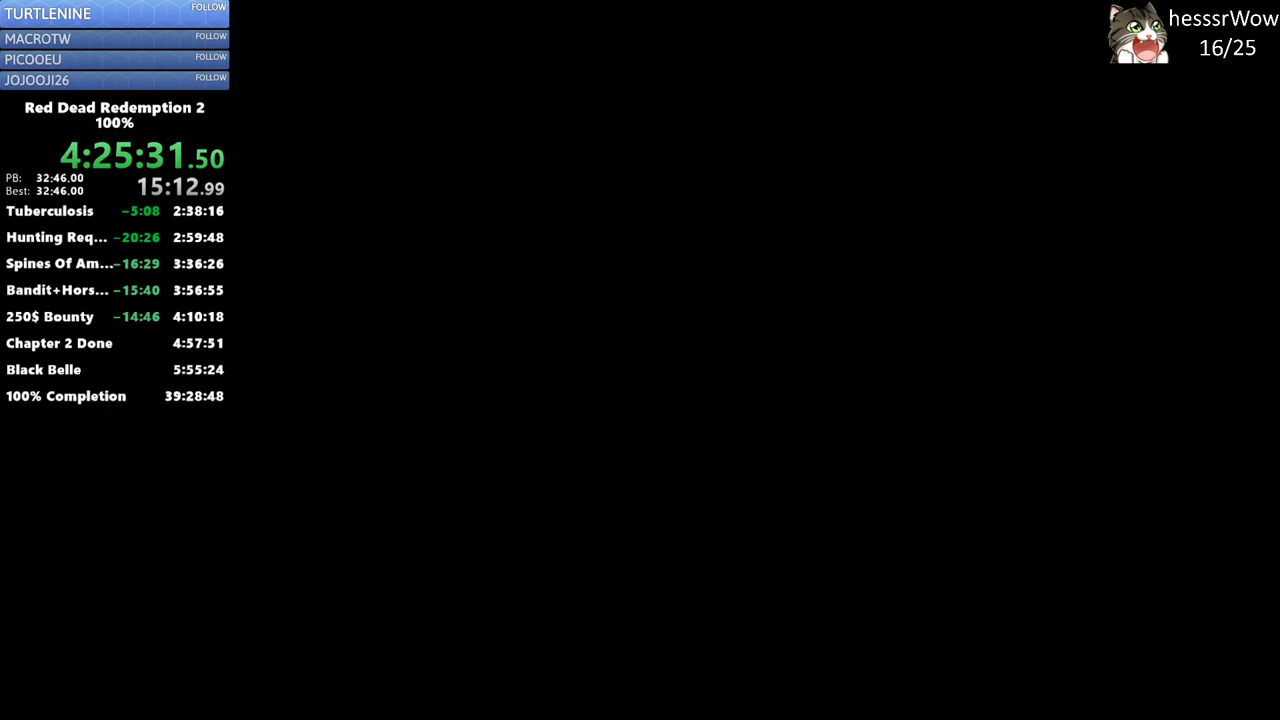 TURTLENINE FOLLOW
MACROTW FOLLOW
PICOOEU FOLLOW
JOJOOJI26 FOLLOW
hesssrWow
16/25
Red Dead Redemption 2
100%
4:25:31.50
PB: 32:46.00
Best: 32:46.00
15:12.99
Tuberculosis -5:08 2:38:16
Hunting Req... -20:26 2:59:48
Spines Of Am... -16:29 3:36:26
Bandit+Hors... -15:40 3:56:55
250$ Bounty -14:46 4:10:18
Chapter 2 Done 4:57:51
Black Belle 5:55:24
100% Completion 39:28:48